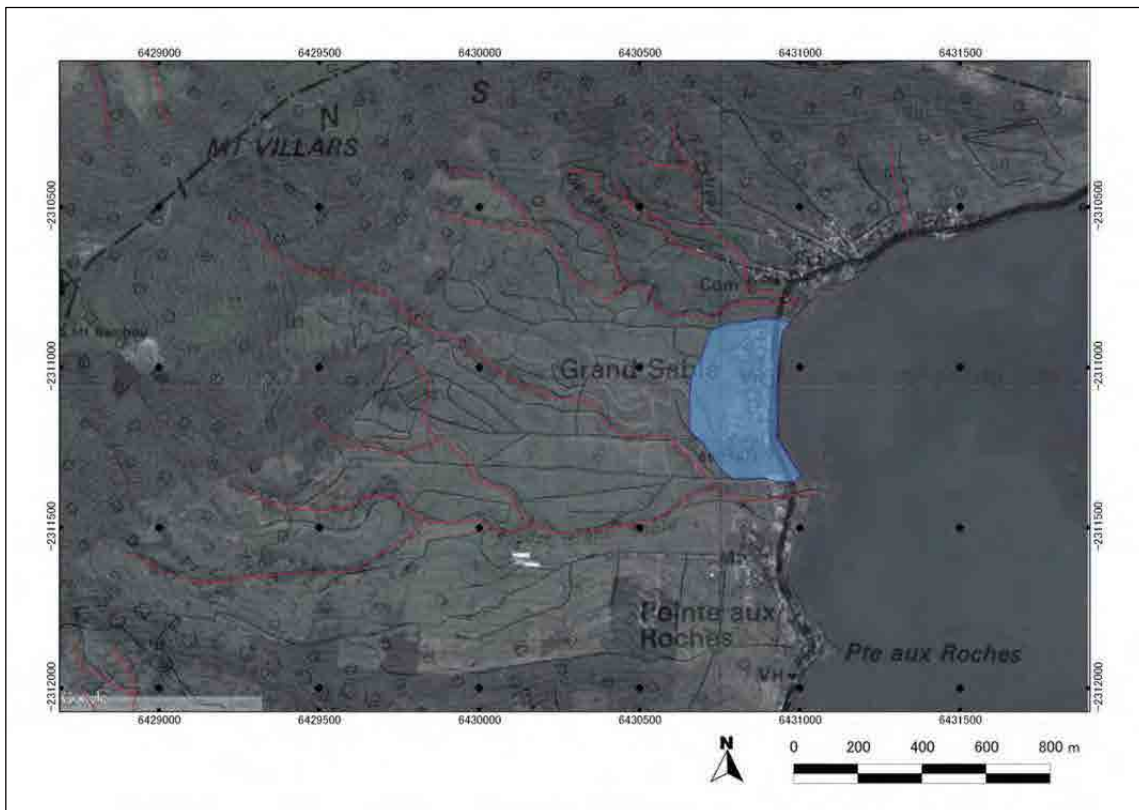 6429000 6429500 6430000 6430500 6431000 6431500
S
N
MT VILLARS
-2310500 -2310500
Com
-2311000 Grand Sable -2311000
-2311500 -2311500
Pointe aux
Roches
Pte aux Roches
VH
-2312000 -2312000
Google
6429000 6429500 6430000 6430500 6431000 6431500
N
0 200 400 600 800 m